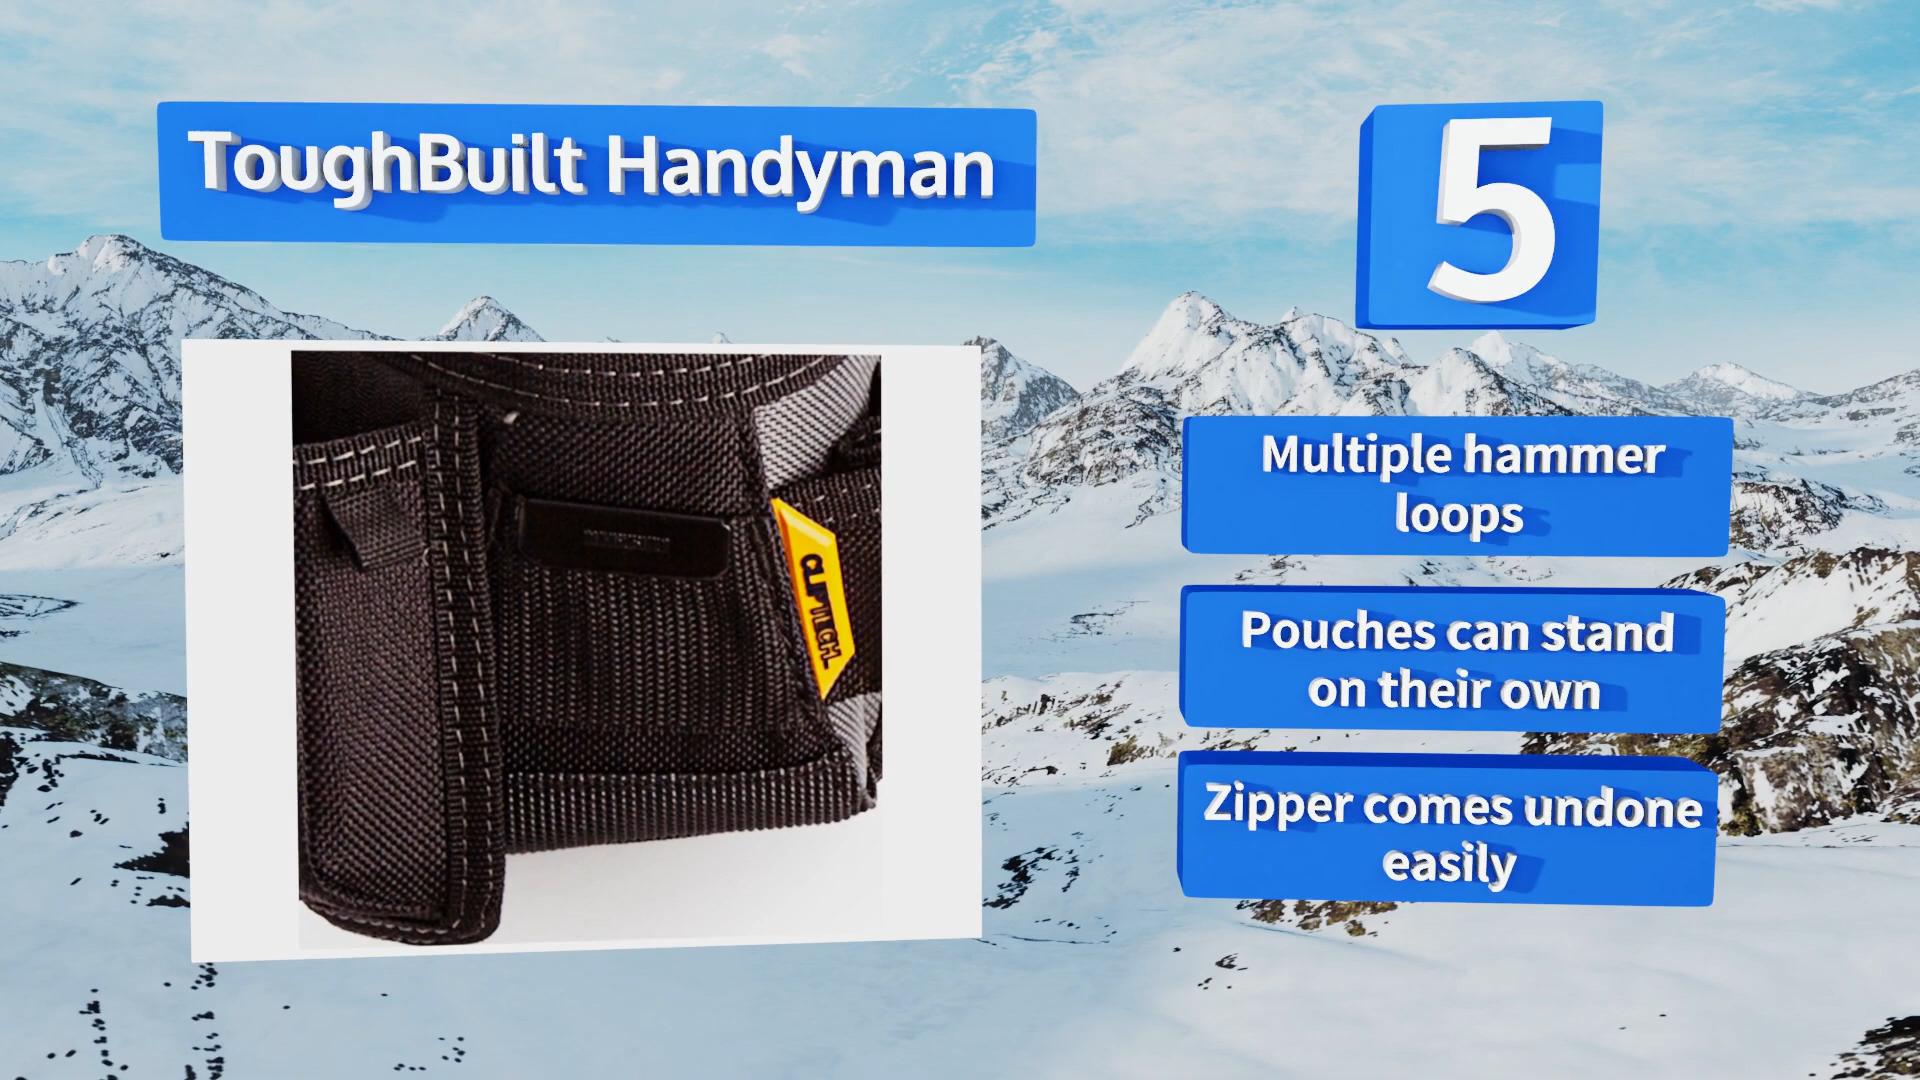 ToughBuilt Handyman
5
Multiple hammer
loops
Pouches can stand
on their own
Zipper comes undone
easily
CLIPTECH